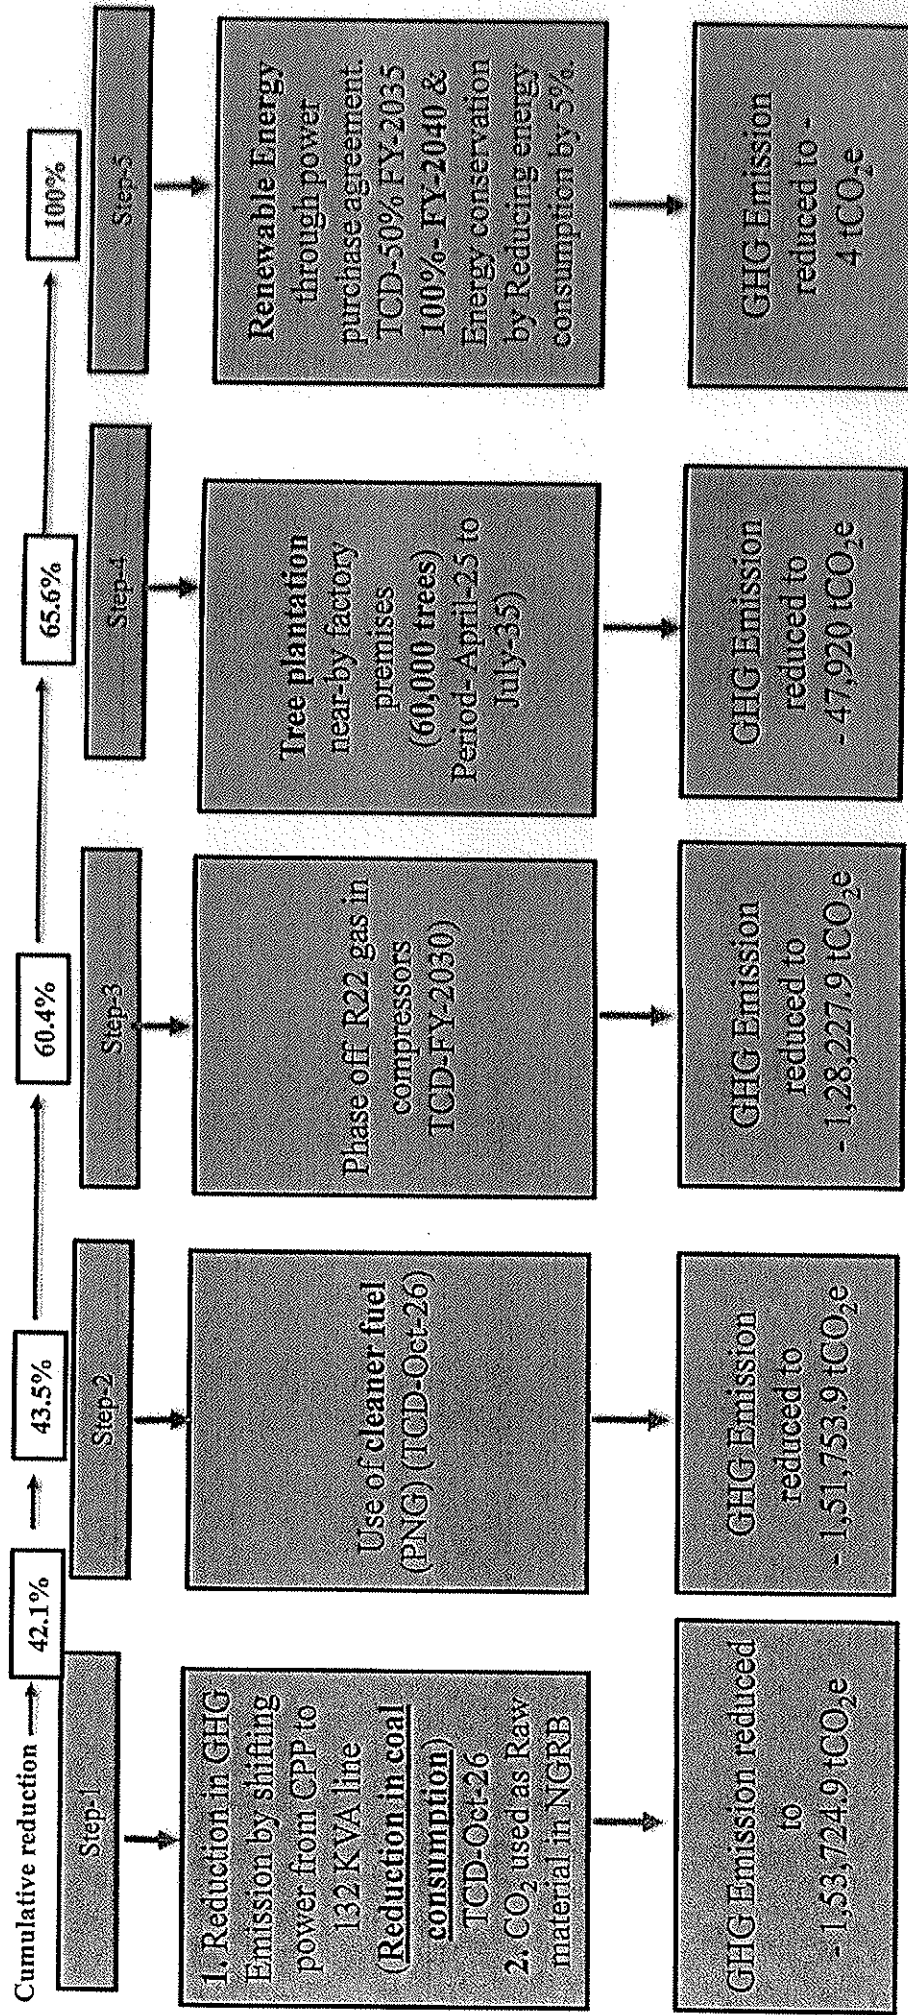 Cumulative reduction
42.1%
43.5%
60.4%
65.6%
100%
Step-1
Step-2
Step-3
Step-4
Step-5
1. Reduction in GHG
Emission by shifting
power from CPP to
132 KVA line
(Reduction in coal
consumption)
TCD-Oct-26
2. CO₂ used as Raw
material in NGRB
Use of cleaner fuel
(PNG) (TCD-Oct-26)
Phase off R22 gas in
compressors
TCD-FY-2030)
Tree plantation
near-by factory
premises
(60,000 trees)
Period- April-25 to
July-35)
Renewable Energy
through power
purchase agreement.
TCD-50% FY-2035
100%- FY-2040 &
Energy conservation
by Reducing energy
consumption by 5%.
GHG Emission reduced
to
- 1,53,724.9 tCO₂e
GHG Emission
reduced to
- 1,51,753.9 tCO₂e
GHG Emission
reduced to
- 1,28,227.9 tCO₂e
GHG Emission
reduced to
- 47,920 tCO₂e
GHG Emission
reduced to -
4 tCO₂e